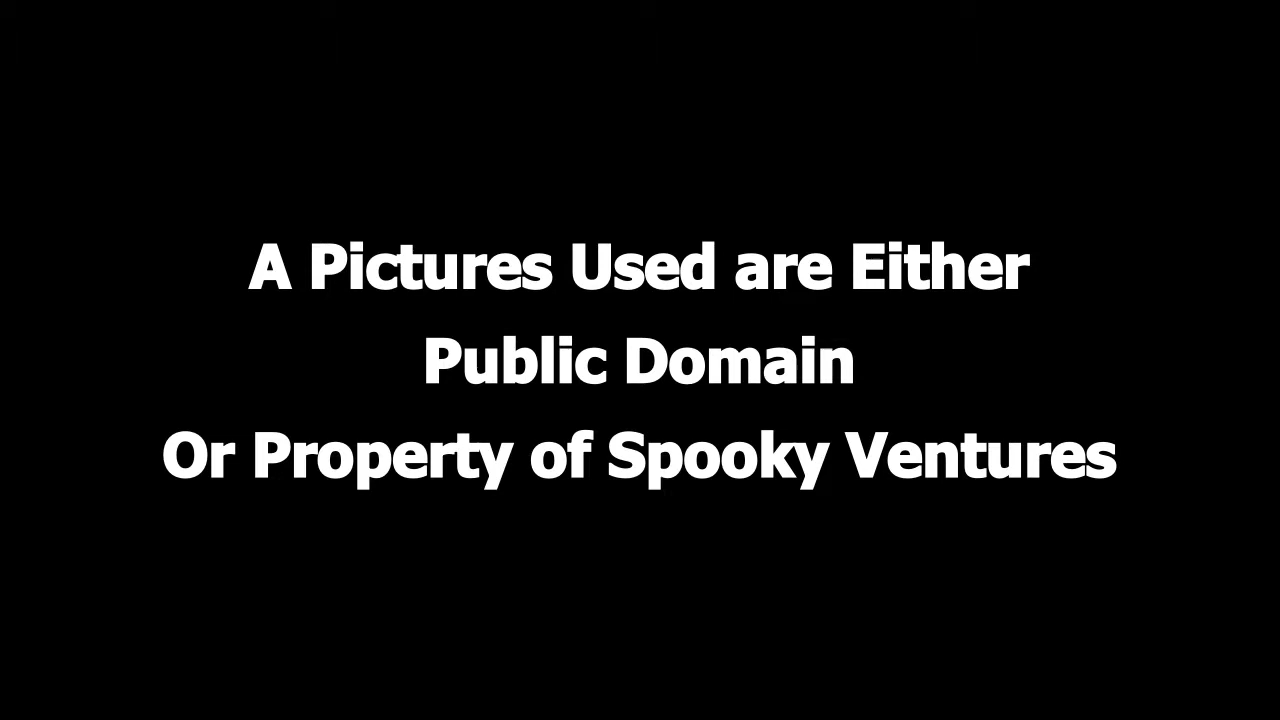 A Pictures Used are Either
Public Domain
Or Property of Spooky Ventures